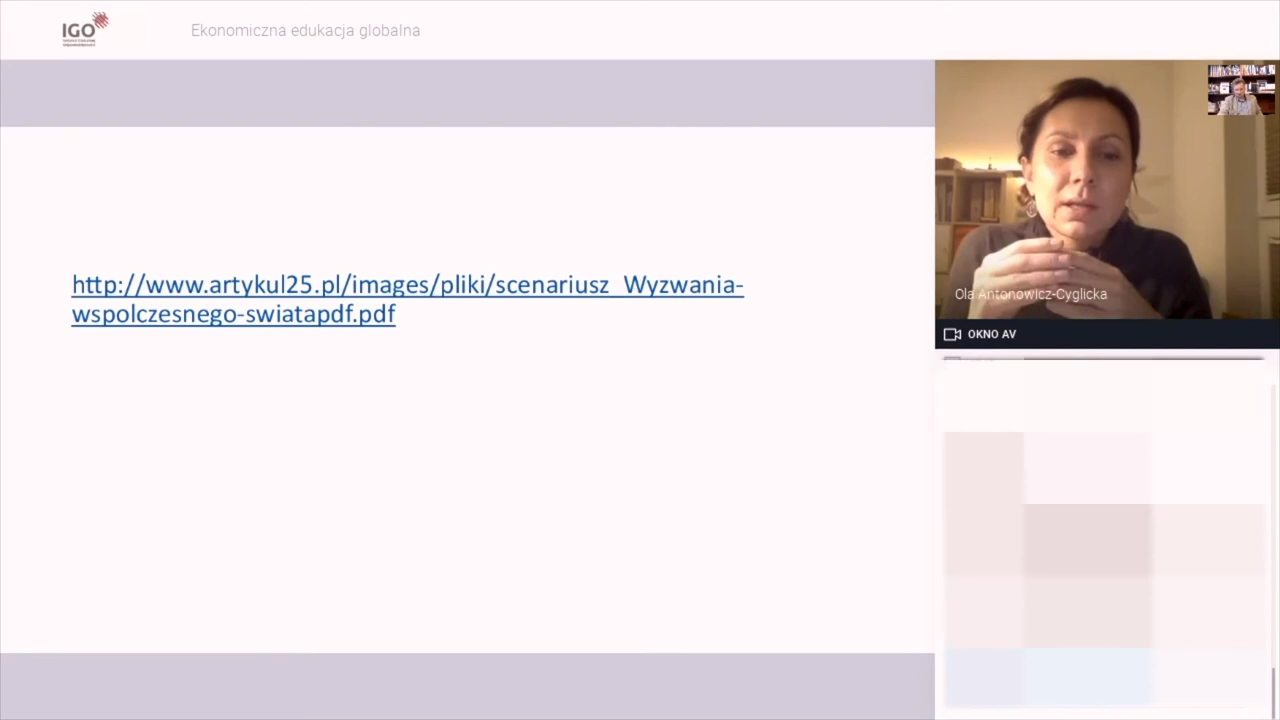 IGO
Ekonomiczna edukacja globalna
http://www.artykul25.pl/images/pliki/scenariusz_Wyzwania-
wspolczesnego-swiatapdf.pdf
Ola Antonowicz-Cyglicka
OKNO AV